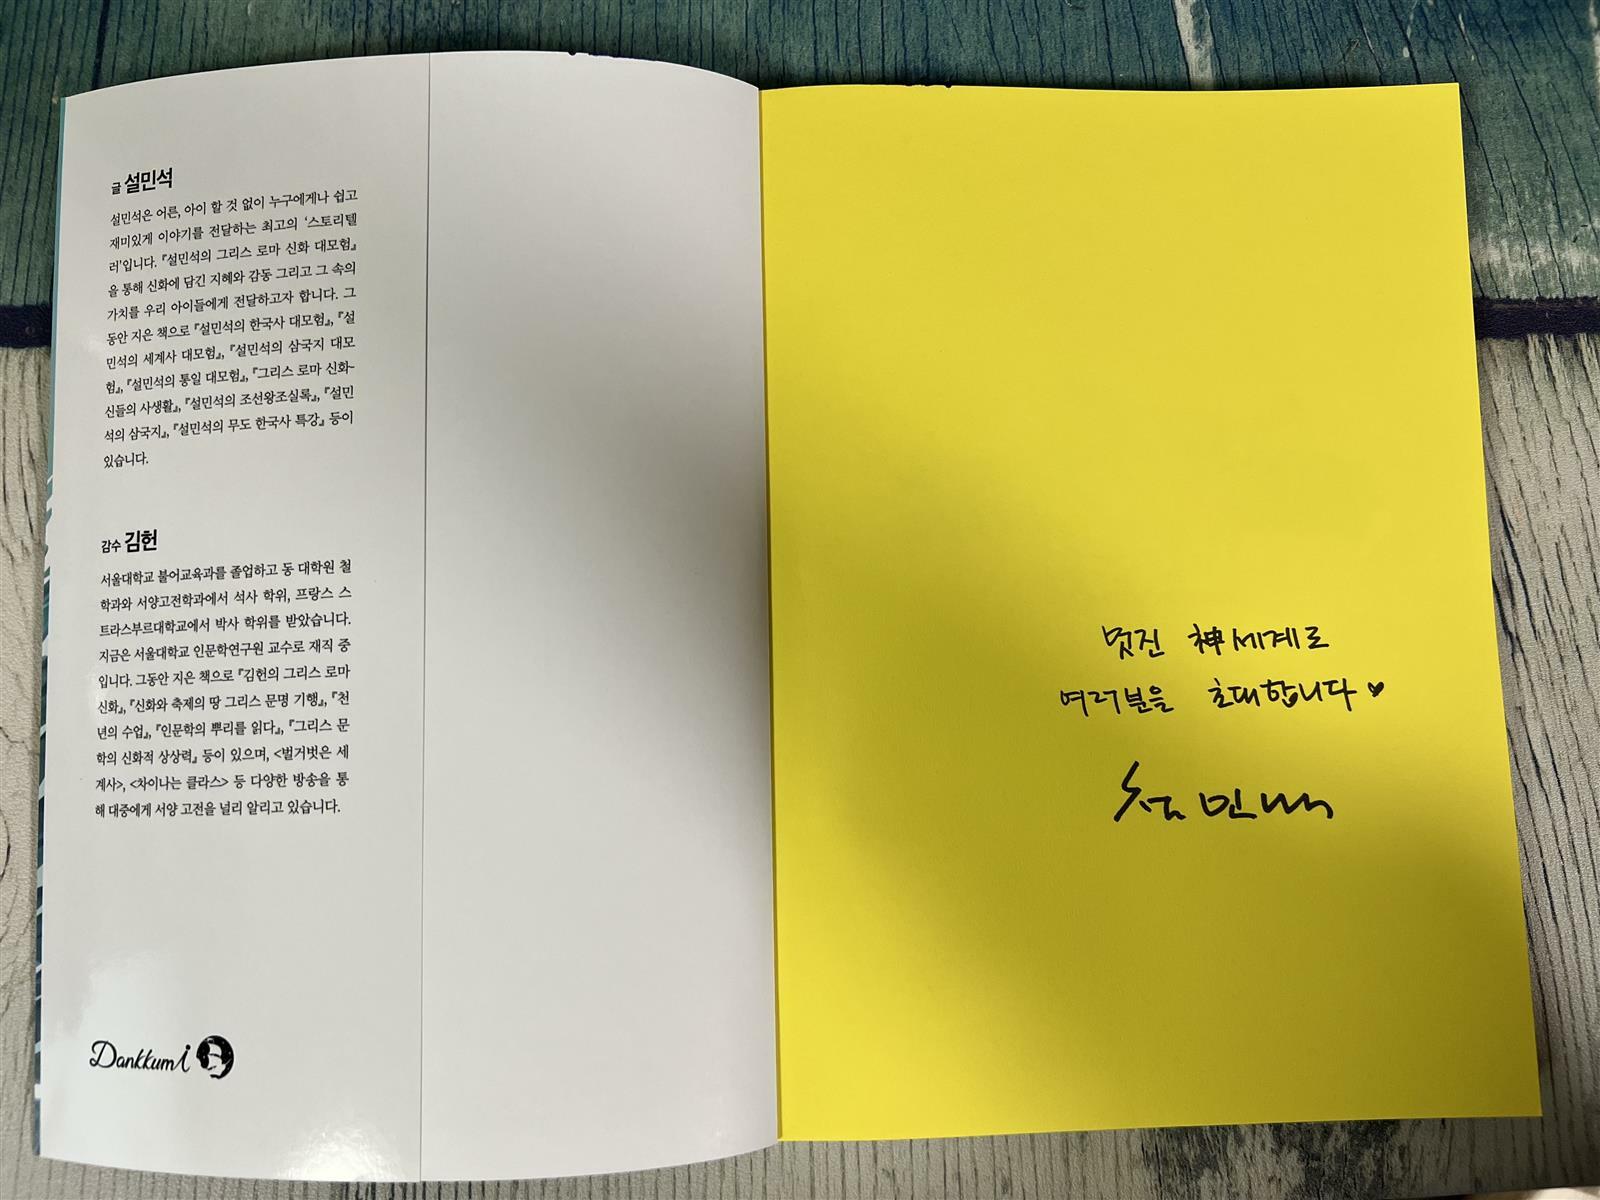 글 설민석
설민석은 어른, 아이 할 것 없이 누구에게나 쉽고
재미있게 이야기를 전달하는 최고의 ‘스토리텔
러’입니다. 『설민석의 그리스 로마 신화 대모험』
을 통해 신화에 담긴 지혜와 감동 그리고 그 속의
가치를 우리 아이들에게 전달하고자 합니다. 그
동안 지은 책으로 『설민석의 한국사 대모험』, 『설
민석의 세계사 대모험』, 『설민석의 삼국지 대모
험』, 『설민석의 통일 대모험』, 『그리스 로마 신화~
신들의 사생활』, 『설민석의 조선왕조실록』, 『설민
석의 삼국지』, 『설민석의 무도 한국사 특강』 등이
있습니다.
감수 김헌
서울대학교 불어교육과를 졸업하고 동 대학원 철
학과와 서양고전학과에서 석사 학위, 프랑스 스
트라스부르대학교에서 박사 학위를 받았습니다.
지금은 서울대학교 인문학연구원 교수로 재직 중
입니다. 그동안 지은 책으로 『김헌의 그리스 로마
신화』, 『신화와 축제의 땅 그리스 문명 기행』, 『천
년의 수업』, 『인문학의 뿌리를 읽다』, 『그리스 문
학의 신화적 상상력』 등이 있으며, <벌거벗은 세
계사>, <차이나는 클라스> 등 다양한 방송을 통
해 대중에게 서양 고전을 널리 알리고 있습니다.
Dankkumi
멋진 神세계로
여러분을 초대합니다♥
설민석